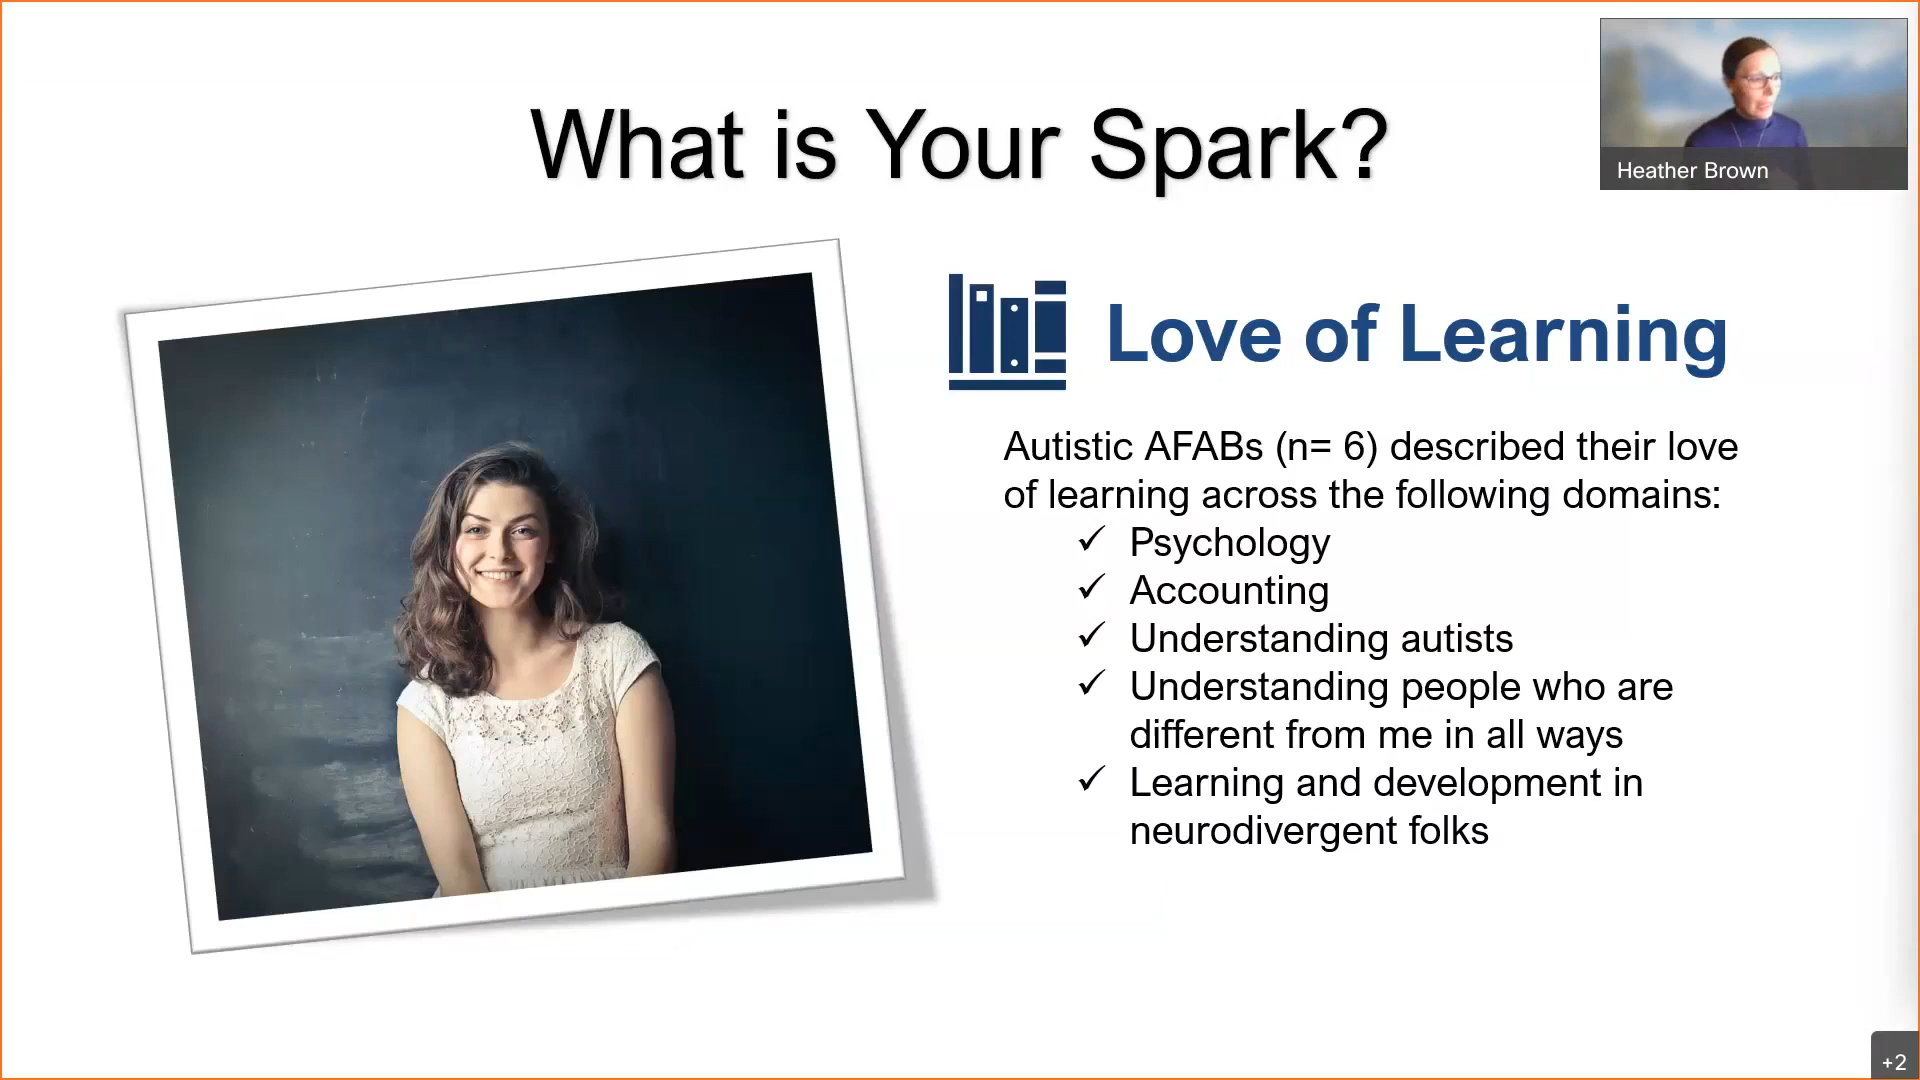 What is Your Spark?
Heather Brown
Love of Learning
Autistic AFABs (n= 6) described their love
of learning across the following domains:
✓ Psychology
✓ Accounting
✓ Understanding autists
✓ Understanding people who are
different from me in all ways
✓ Learning and development in
neurodivergent folks
+2